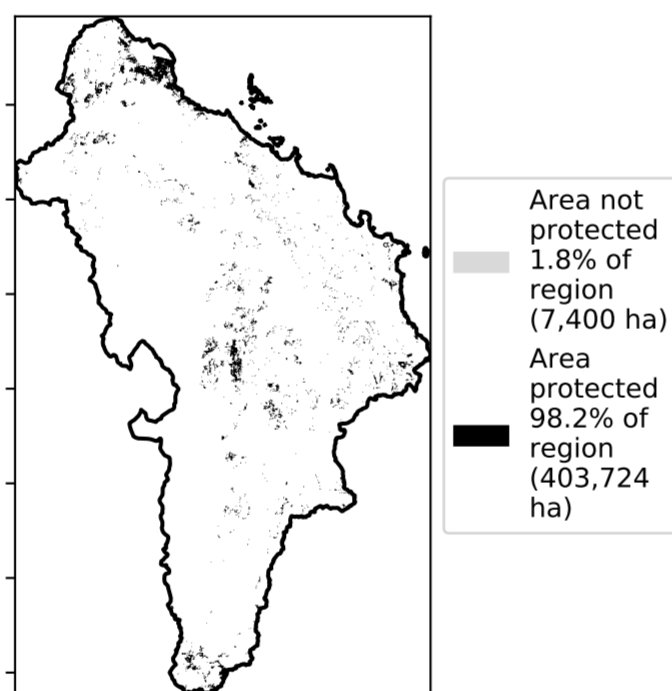 Area not
protected
1.8% of
region
(7,400 ha)
Area
protected
98.2% of
region
(403,724
ha)